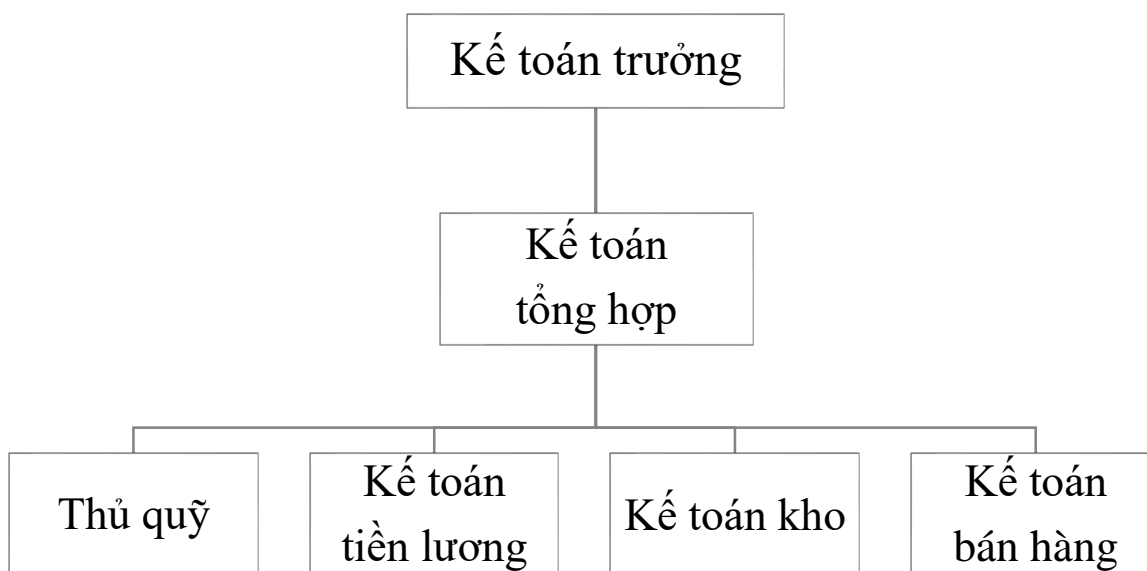 Kế toán trưởng
Kế toán
tổng hợp
Thủ quỹ
Kế toán
tiền lương
Kế toán kho
Kế toán
bán hàng